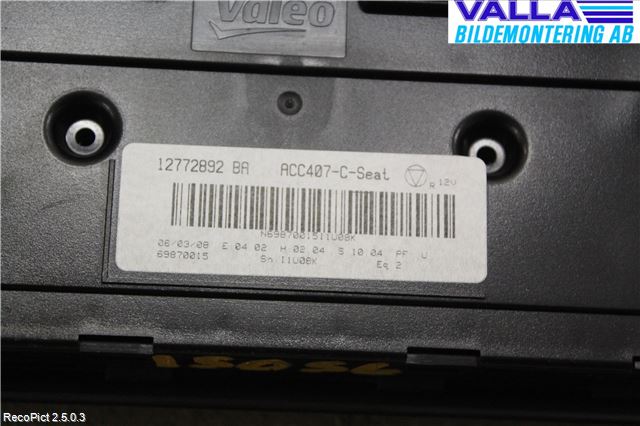 Valeo
VALLA
BILDEMONTERING AB
12772892 BA ACC407-C-Seat
R 12V
N6987001511U08K
06/03/08 E 04 02 H 02 04 S 10 04 PF U
69870015 Sn 11U08K Eq 2
RecoPict 2.5.0.3